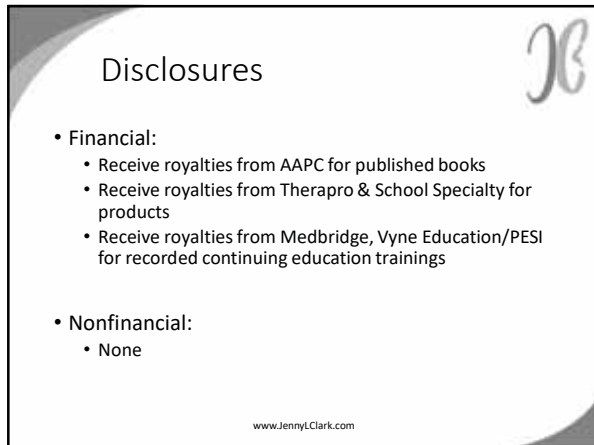 Disclosures
• Financial:
• Receive royalties from AAPC for published books
• Receive royalties from Therapro & School Specialty for
products
• Receive royalties from Medbridge, Vyne Education/PESI
for recorded continuing education trainings
• Nonfinancial:
• None
www.JennyLClark.com